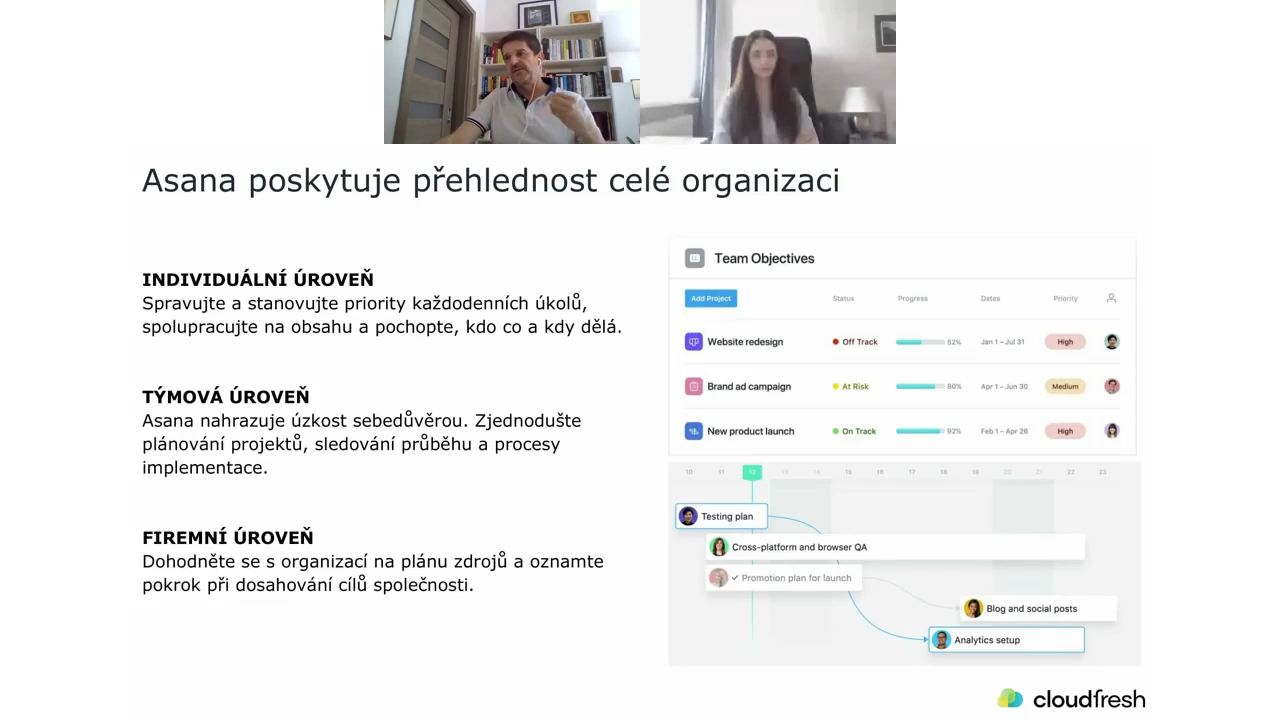 Asana poskytuje přehlednost celé organizaci
INDIVIDUÁLNÍ ÚROVEŇ
Spravujte a stanovujte priority každodenních úkolů,
spolupracujte na obsahu a pochopte, kdo co a kdy dělá.
TÝMOVÁ ÚROVEŇ
Asana nahrazuje úzkost sebedůvěrou. Zjednodušte
plánování projektů, sledování průběhu a procesy
implementace.
FIREMNÍ ÚROVEŇ
Dohodněte se s organizací na plánu zdrojů a oznamte
pokrok při dosahování cílů společnosti.
Team Objectives
Add Project Status Progress Dates Priority
Website redesign Off Track 52% Jan 1 – Jul 31 High
Brand ad campaign At Risk 80% Apr 1 – Jun 30 Medium
New product launch On Track 92% Feb 1 – Apr 26 High
10 11 12 13 14 15 16 17 18 19 20 21 22 23
Testing plan
Cross-platform and browser QA
Promotion plan for launch
Blog and social posts
Analytics setup
cloudfresh